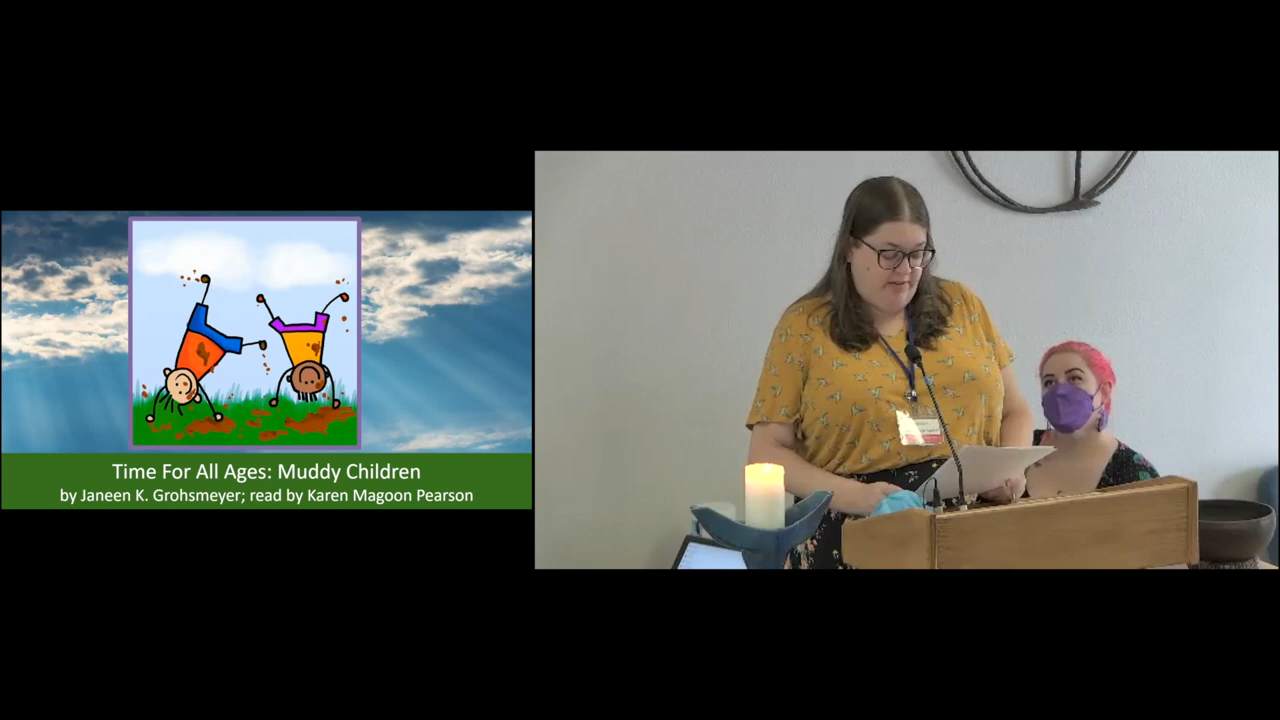 Time For All Ages: Muddy Children
by Janeen K. Grohsmeyer; read by Karen Magoon Pearson